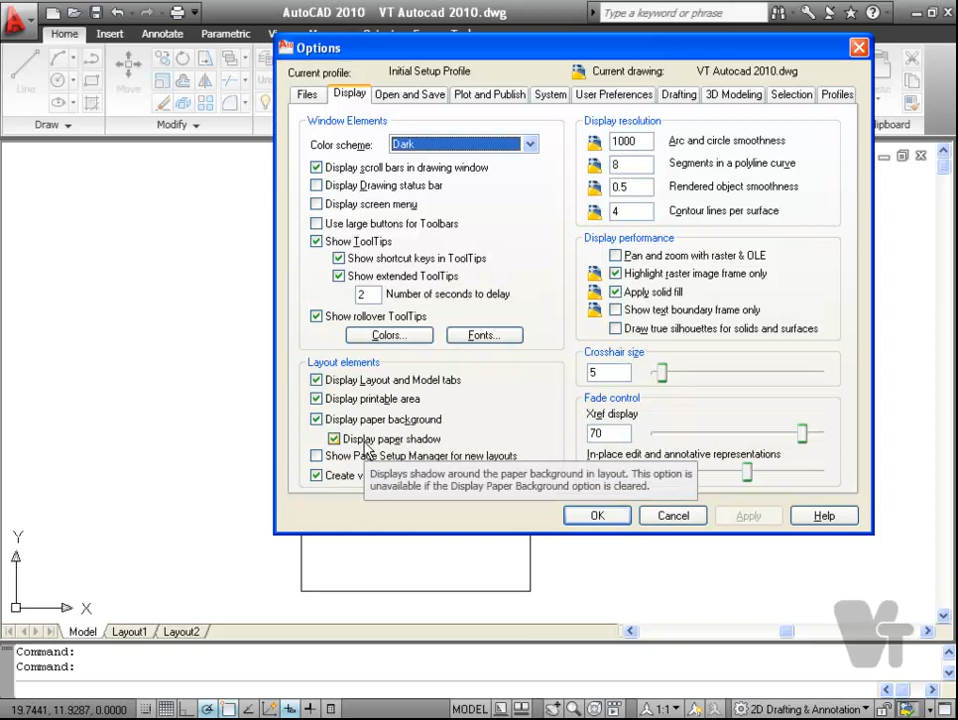 AutoCAD 2010 VT Autocad 2010.dwg
Type a keyword or phrase
Home Insert Annotate Parametric
Options
Current profile: Initial Setup Profile Current drawing: VT Autocad 2010.dwg
Files Display Open and Save Plot and Publish System User Preferences Drafting 3D Modeling Selection Profiles
Line
Draw Modify
Clipboard
Window Elements
Color scheme: Dark
Display scroll bars in drawing window
Display Drawing status bar
Display screen menu
Use large buttons for Toolbars
Show ToolTips
Show shortcut keys in ToolTips
Show extended ToolTips
2 Number of seconds to delay
Show rollover ToolTips
Colors... Fonts...
Layout elements
Display Layout and Model tabs
Display printable area
Display paper background
Display paper shadow
Show Page Setup Manager for new layouts
Create v
Display resolution
1000 Arc and circle smoothness
8 Segments in a polyline curve
0.5 Rendered object smoothness
4 Contour lines per surface
Display performance
Pan and zoom with raster & OLE
Highlight raster image frame only
Apply solid fill
Show text boundary frame only
Draw true silhouettes for solids and surfaces
Crosshair size
5
Fade control
Xref display
70
In-place edit and annotative representations
Displays shadow around the paper background in layout. This option is
unavailable if the Display Paper Background option is cleared.
OK Cancel Apply Help
Y
X
Model Layout1 Layout2
VT
Command:
Command:
19.7441, 11.9287, 0.0000 MODEL 1:1 2D Drafting & Annotation